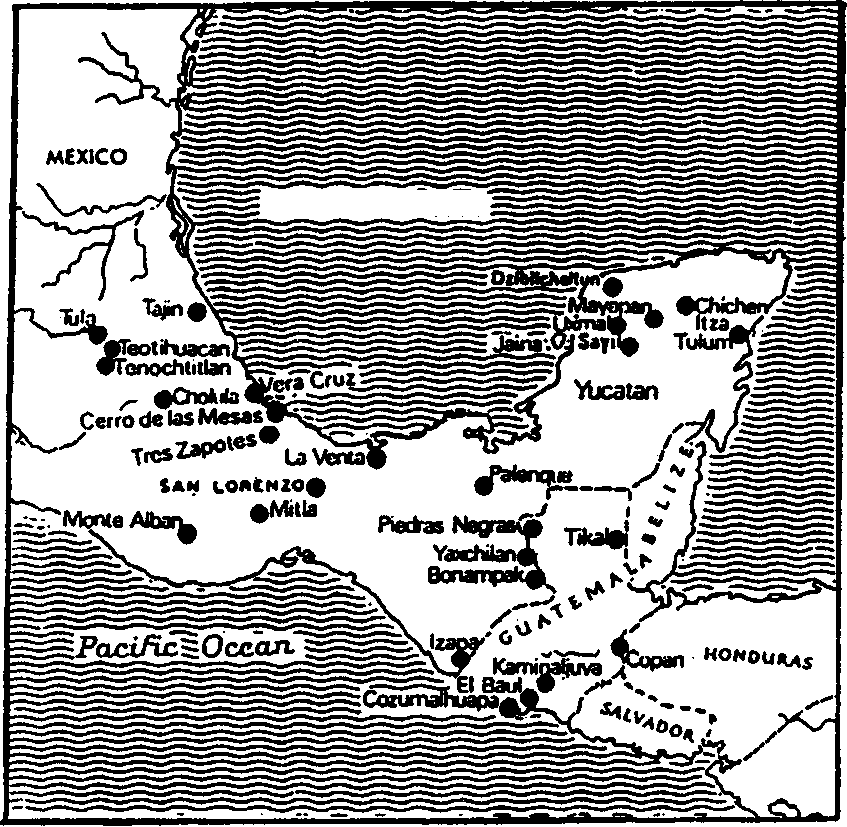 MEXICO
Dzibilchaltun
Tajin
Mayapan
Chichen
Itza
Tula
Uxmal
Teotihuacan
Jaina
Sayil
Tulum
Tenochtitlan
Vera Cruz
Yucatan
Cholula
Cerro de las Mesas
Tres Zapotes
La Venta
Palenque
SAN LORENZO
BELIZE
Mitla
Monte Alban
Piedras Negras
Tikal
Yaxchilan
Bonampak
GUATEMALA
Pacific Ocean
Izapa
Copan
HONDURAS
El Baul
Cozumalhuapa
SALVADOR